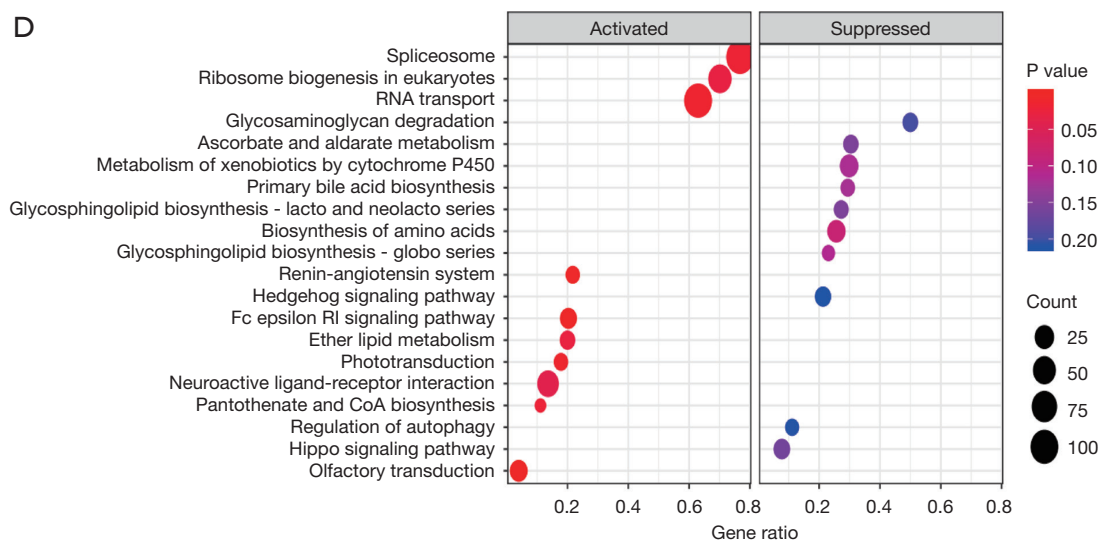 D
Activated
Suppressed
Spliceosome
Ribosome biogenesis in eukaryotes
RNA transport
Glycosaminoglycan degradation
Ascorbate and aldarate metabolism
Metabolism of xenobiotics by cytochrome P450
Primary bile acid biosynthesis
Glycosphingolipid biosynthesis - lacto and neolacto series
Biosynthesis of amino acids
Glycosphingolipid biosynthesis - globo series
Renin-angiotensin system
Hedgehog signaling pathway
Fc epsilon RI signaling pathway
Ether lipid metabolism
Phototransduction
Neuroactive ligand-receptor interaction
Pantothenate and CoA biosynthesis
Regulation of autophagy
Hippo signaling pathway
Olfactory transduction
0.2 0.4 0.6 0.8 0.2 0.4 0.6 0.8
Gene ratio
P value
0.05
0.10
0.15
0.20
Count
25
50
75
100